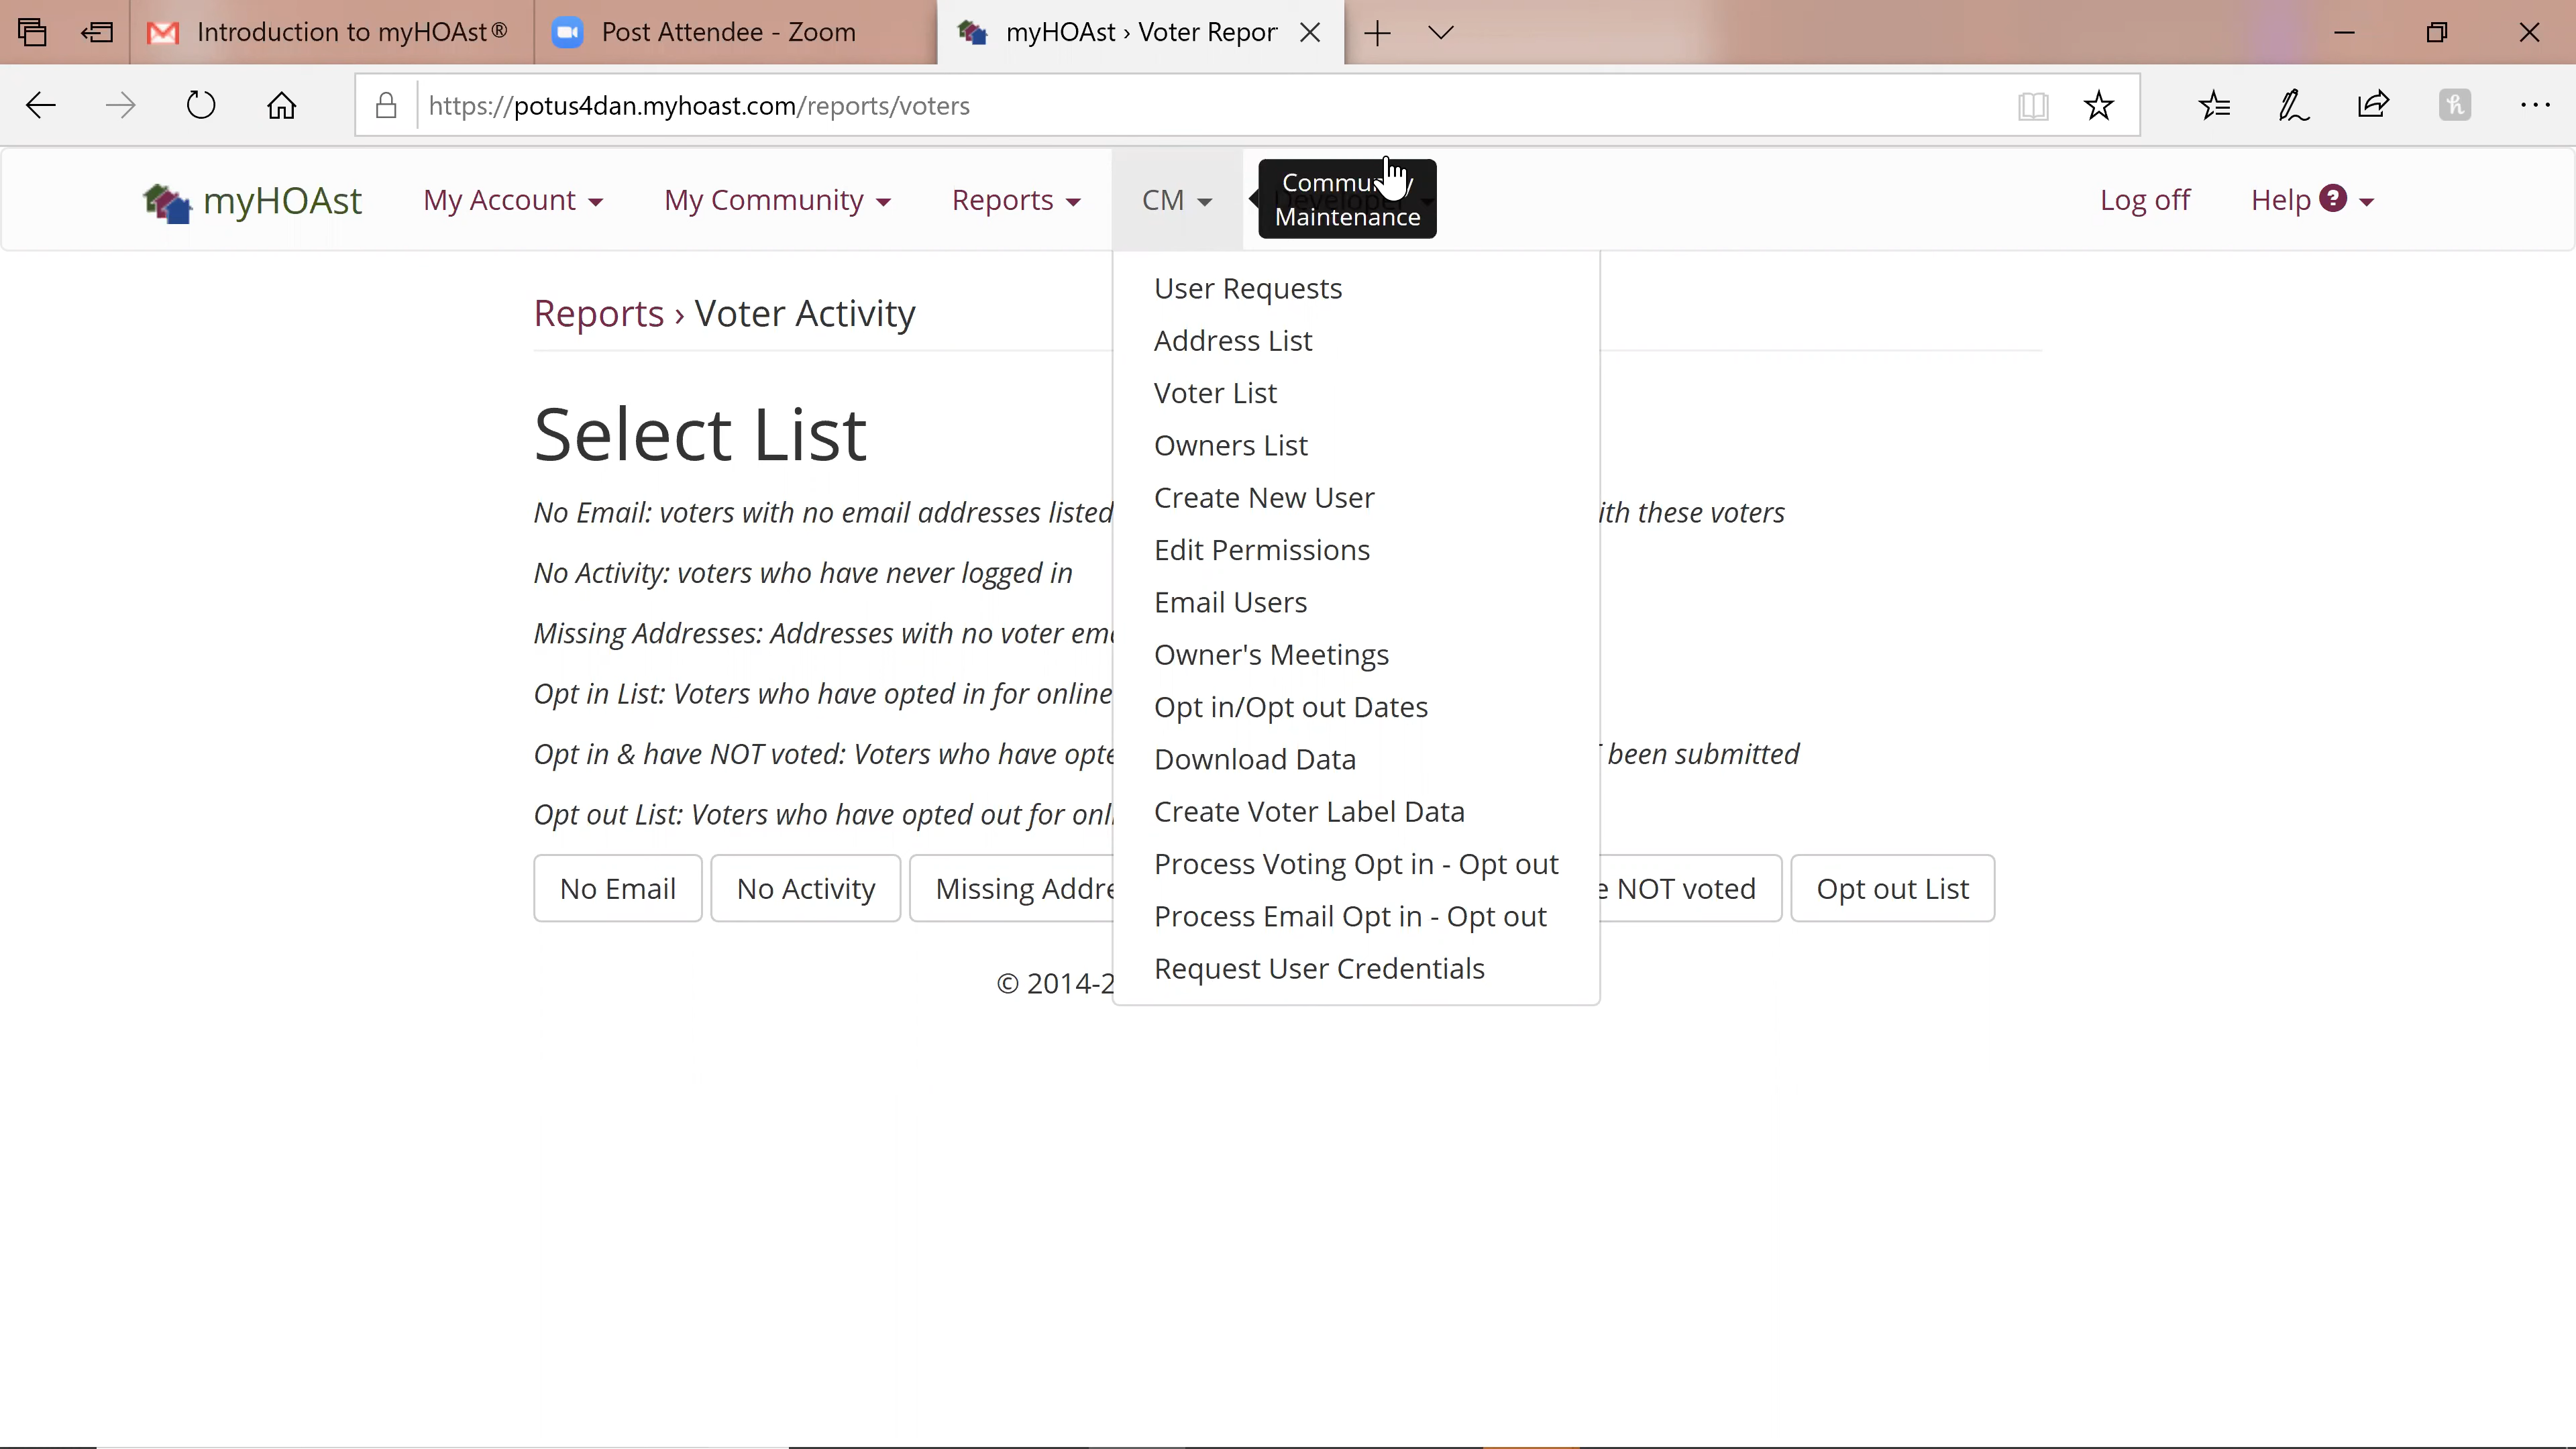 Introduction to myHOAst®
Post Attendee - Zoom
myHOAst › Voter Repor
https://potus4dan.myhoast.com/reports/voters
myHOAst
My Account
My Community
Reports
CM
Maintenance
Log off
Help ?
Reports › Voter Activity
Select List
No Email: voters with no email addresses listed
these voters
No Activity: voters who have never logged in
Missing Addresses: Addresses with no voter
Opt in List: Voters who have opted in for online
Opt in & have NOT voted: Voters who have
been submitted
Opt out List: Voters who have opted out for
User Requests
Address List
Voter List
Owners List
Create New User
Edit Permissions
Email Users
Owner's Meetings
Opt in/Opt out Dates
Download Data
Create Voter Label Data
Process Voting Opt in - Opt out
Process Email Opt in - Opt out
Request User Credentials
No Email
No Activity
Missing
NOT voted
Opt out List
© 2014-2